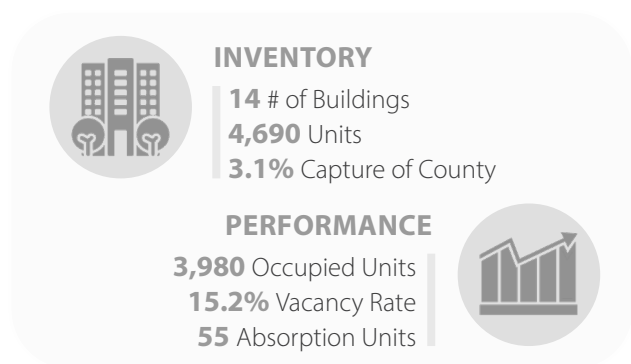 INVENTORY
14 # of Buildings
4,690 Units
3.1% Capture of County
PERFORMANCE
3,980 Occupied Units
15.2% Vacancy Rate
55 Absorption Units